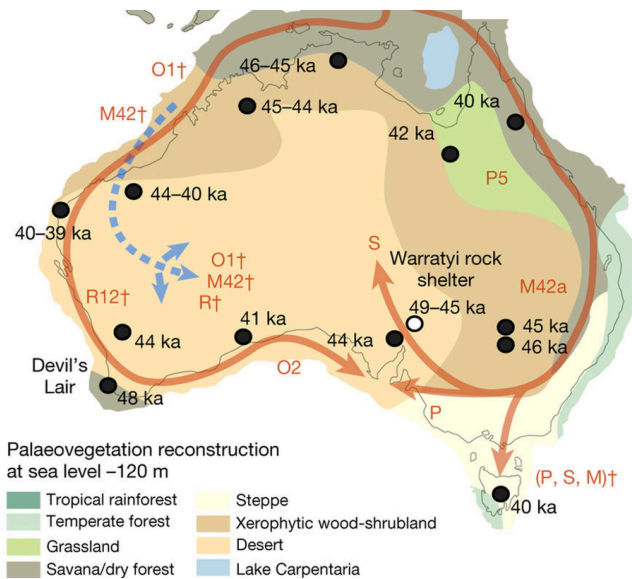 O1†
46–45 ka
M42†
45–44 ka
40 ka
42 ka
P5
44–40 ka
40–39 ka
S
Warratyi rock
shelter
O1†
M42†
R†
R12†
M42a
49–45 ka
41 ka
44 ka
44 ka
45 ka
46 ka
Devil's
Lair
O2
48 ka
P
(P, S, M)†
40 ka
Palaeovegetation reconstruction
at sea level –120 m
Tropical rainforest
Temperate forest
Grassland
Savana/dry forest
Steppe
Xerophytic wood-shrubland
Desert
Lake Carpentaria